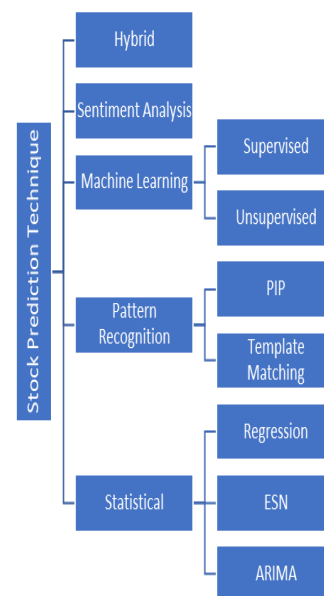 Stock Prediction Technique
Hybrid
Sentiment Analysis
Machine Learning
Supervised
Unsupervised
Pattern
Recognition
PIP
Template
Matching
Statistical
Regression
ESN
ARIMA